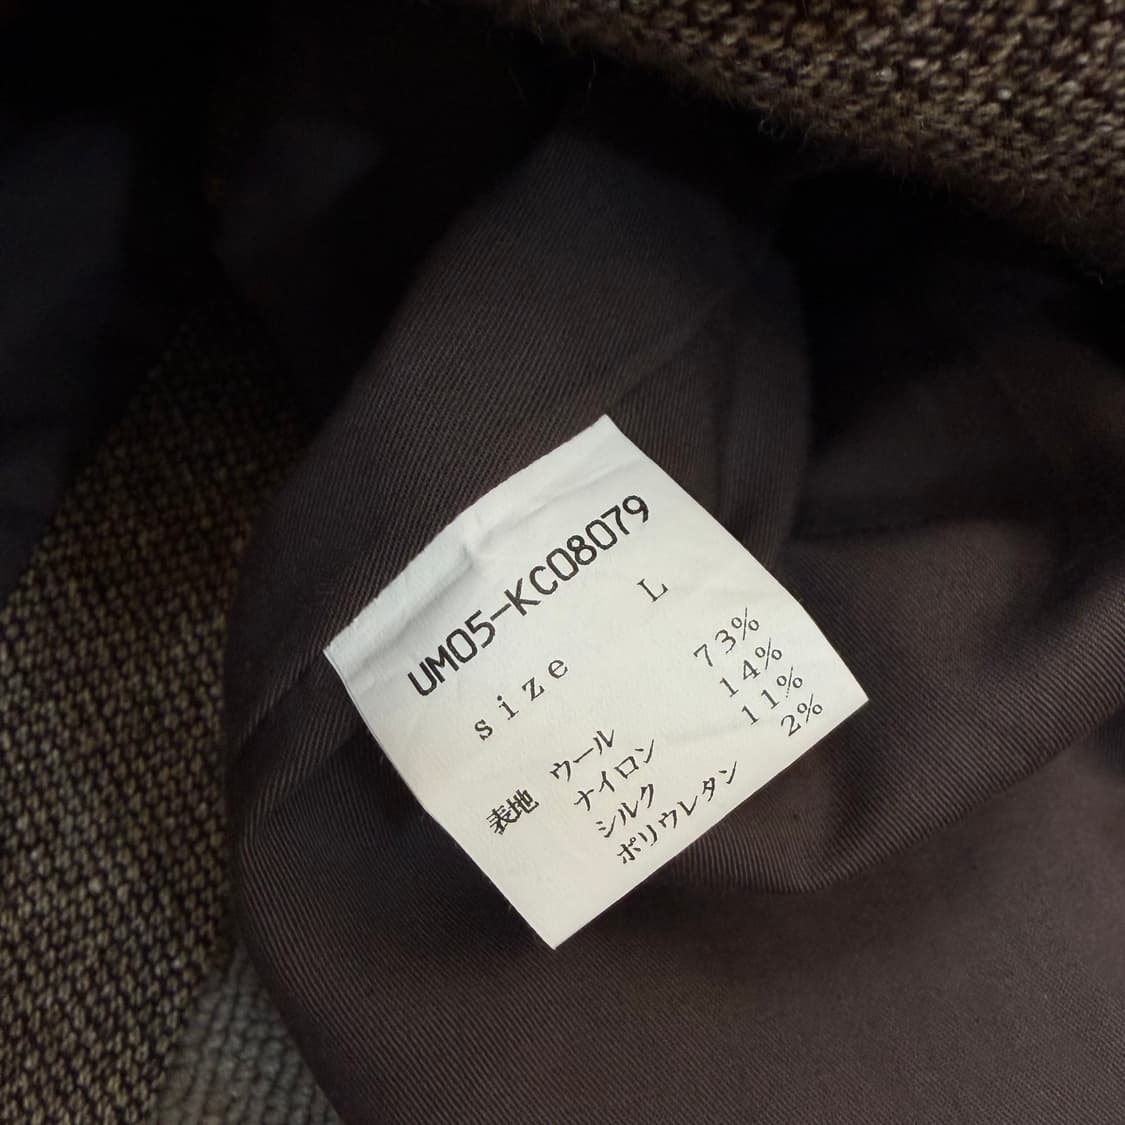 UM05-KC08079
size L
表地 ウール 73%
ナイロン 14%
シルク 11%
ポリウレタン 2%